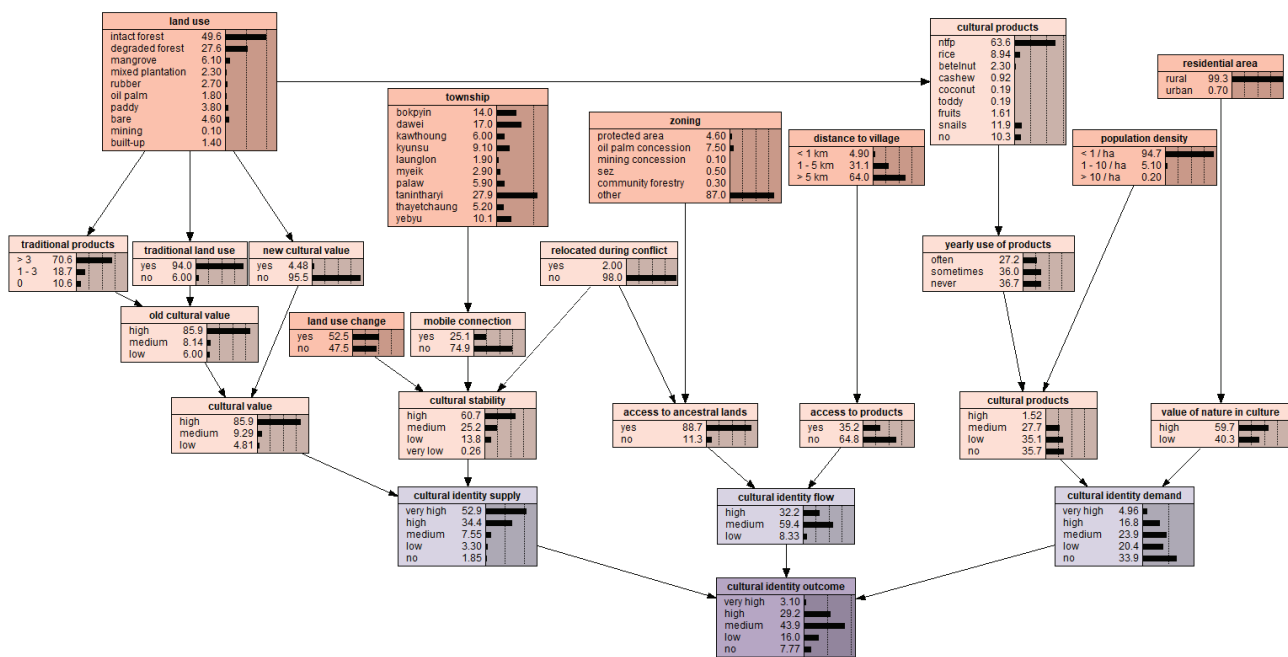 land use
intact forest 49.6
degraded forest 27.6
mangrove 6.10
mixed plantation 2.30
rubber 2.70
oil palm 1.80
paddy 3.80
bare 4.60
mining 0.10
built-up 1.40
cultural products
ntfp 63.6
rice 8.94
betelnut 2.30
cashew 0.92
coconut 0.19
toddy 0.19
fruits 1.61
snails 11.9
no 10.3
residential area
rural 99.3
urban 0.70
township
bokpyin 14.0
dawei 17.0
kawthoung 6.00
kyunsu 9.10
launglon 1.90
myeik 2.90
palaw 5.90
tanintharyi 27.9
thayetchaung 5.20
yebyu 10.1
zoning
protected area 4.60
oil palm concession 7.50
mining concession 0.10
sez 0.50
community forestry 0.30
other 87.0
distance to village
< 1 km 4.90
1 - 5 km 31.1
> 5 km 64.0
population density
< 1 / ha 94.7
1 - 10 / ha 5.10
> 10 / ha 0.20
traditional products
> 3 70.6
1 - 3 18.7
0 10.6
traditional land use
yes 94.0
no 6.00
new cultural value
yes 4.48
no 95.5
relocated during conflict
yes 2.00
no 98.0
yearly use of products
often 27.2
sometimes 36.0
never 36.7
old cultural value
high 85.9
medium 8.14
low 6.00
land use change
yes 52.5
no 47.5
mobile connection
yes 25.1
no 74.9
cultural value
high 85.9
medium 9.29
low 4.81
cultural stability
high 60.7
medium 25.2
low 13.8
very low 0.26
access to ancestral lands
yes 88.7
no 11.3
access to products
yes 35.2
no 64.8
cultural products
high 1.52
medium 27.7
low 35.1
no 35.7
value of nature in culture
high 59.7
low 40.3
cultural identity supply
very high 52.9
high 34.4
medium 7.55
low 3.30
no 1.85
cultural identity flow
high 32.2
medium 59.4
low 8.33
cultural identity demand
very high 4.96
high 16.8
medium 23.9
low 20.4
no 33.9
cultural identity outcome
very high 3.10
high 29.2
medium 43.9
low 16.0
no 7.77